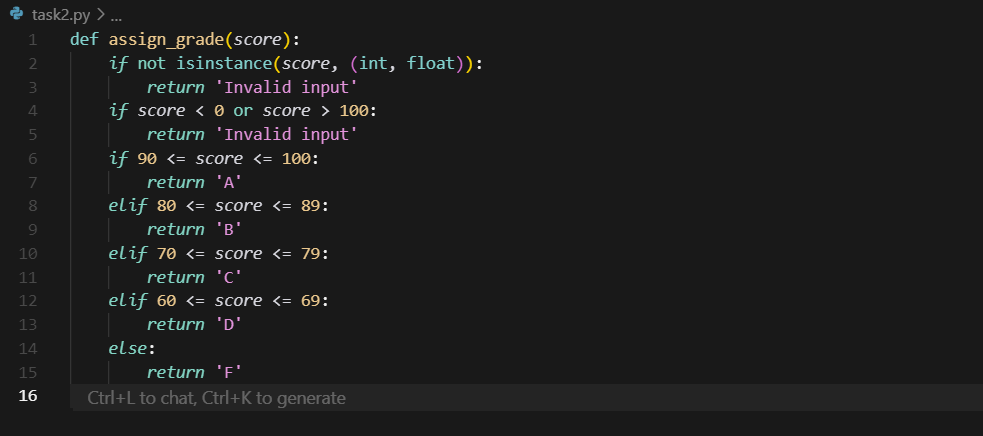 task2.py > ...
1 def assign_grade(score):
2     if not isinstance(score, (int, float)):
3         return 'Invalid input'
4     if score < 0 or score > 100:
5         return 'Invalid input'
6     if 90 <= score <= 100:
7         return 'A'
8     elif 80 <= score <= 89:
9         return 'B'
10     elif 70 <= score <= 79:
11         return 'C'
12     elif 60 <= score <= 69:
13         return 'D'
14     else:
15         return 'F'
16 Ctrl+L to chat, Ctrl+K to generate